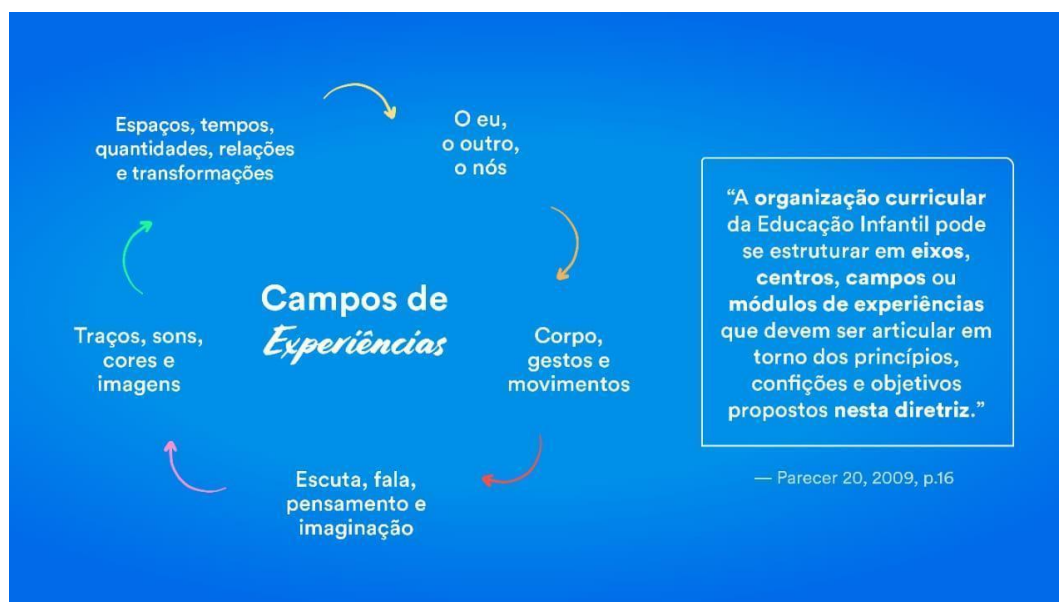 Espaços, tempos,
quantidades, relações
e transformações
O eu,
o outro,
o nós
Campos de
Experiências
Traços, sons,
cores e
imagens
Corpo,
gestos e
movimentos
Escuta, fala,
pensamento e
imaginação
“A organização curricular
da Educação Infantil pode
se estruturar em eixos,
centros, campos ou
módulos de experiências
que devem ser articular em
torno dos princípios,
confições e objetivos
propostos nesta diretriz.”
— Parecer 20, 2009, p.16